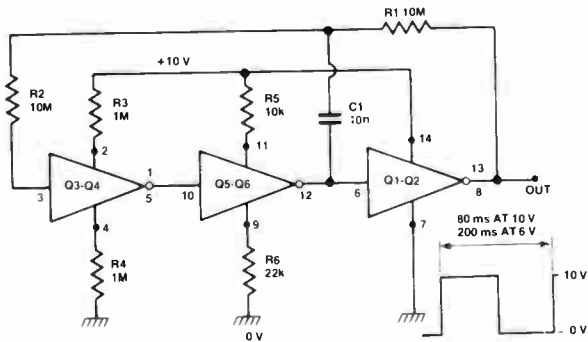 R1 10M
+10 V
R2
10M
R3
1M
R5
10k
C1
10n
2
11
14
Q3-Q4
Q5-Q6
Q1-Q2
3
1
5
10
12
6
13
8
OUT
4
9
7
R4
1M
R6
22k
0 V
80 ms AT 10 V
200 ms AT 6 V
10 V
0 V